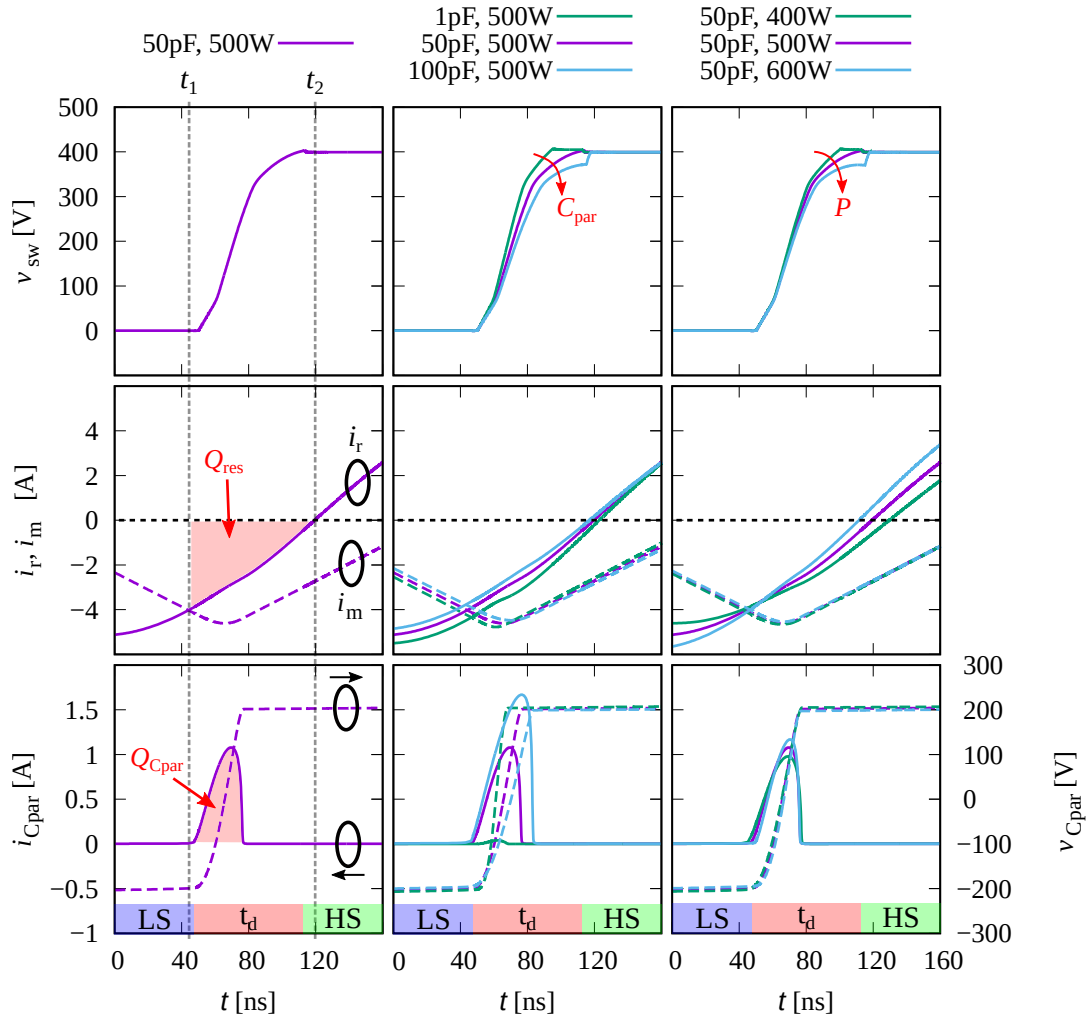 50pF, 500W
1pF, 500W
50pF, 500W
100pF, 500W
50pF, 400W
50pF, 500W
50pF, 600W
t1
t2
500
400
300
200
100
0
vsw [V]
Cpar
P
4
2
0
−2
−4
ir, im [A]
Qres
ir
im
1.5
1
0.5
0
−0.5
−1
iCpar [A]
QCpar
300
200
100
0
−100
−200
−300
vCpar [V]
LS td HS
LS td HS
LS td HS
0 40 80 120
0 40 80 120
0 40 80 120 160
t [ns]
t [ns]
t [ns]